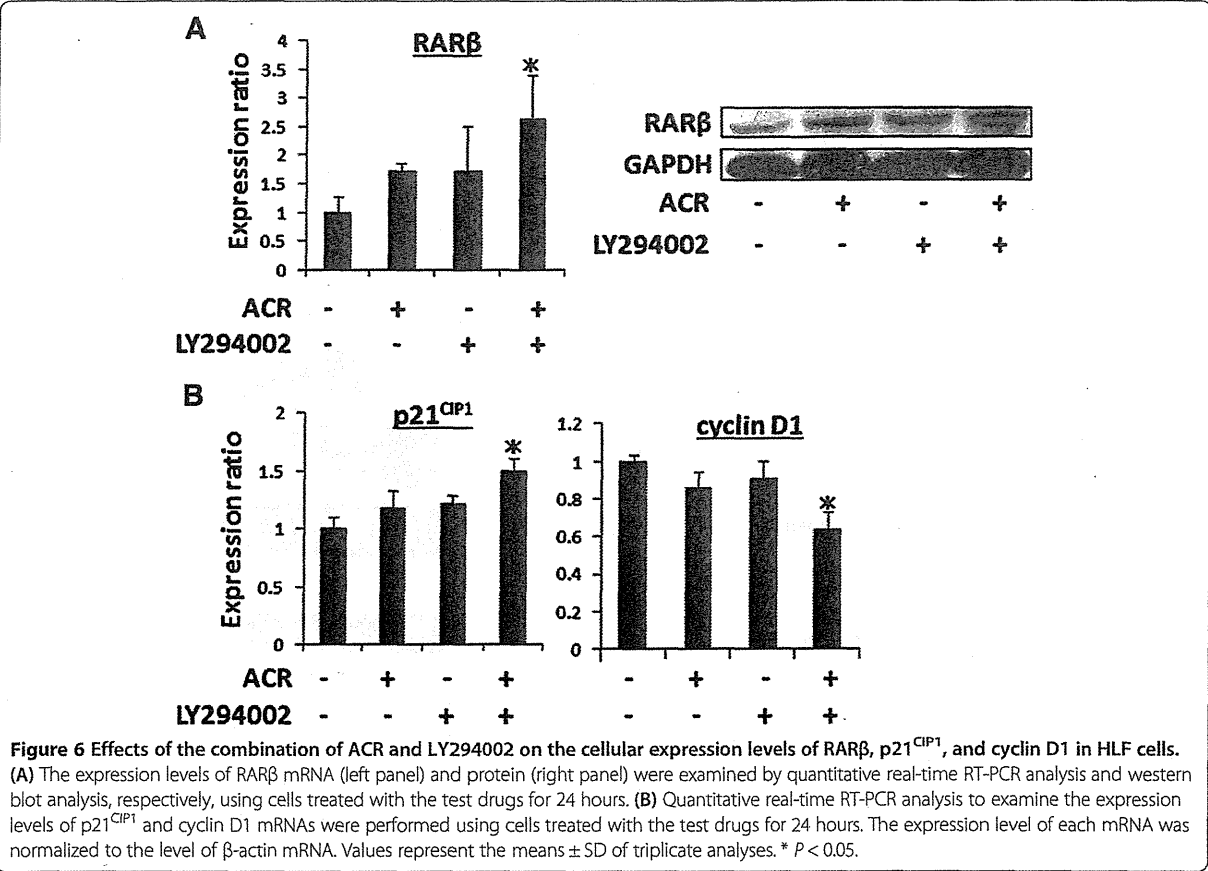 A
RARβ
Expression ratio
4
3.5
3
2.5
2
1.5
1
0.5
0
*
ACR - + - +
LY294002 - - + +
RARβ
GAPDH
ACR - + - +
LY294002 - - + +
B
p21CIP1
Expression ratio
2
1.5
1
0.5
0
*
ACR - + - +
LY294002 - - + +
cyclin D1
1.2
1
0.8
0.6
0.4
0.2
0
*
- + - +
- - + +
Figure 6 Effects of the combination of ACR and LY294002 on the cellular expression levels of RARβ, p21CIP1, and cyclin D1 in HLF cells.
(A) The expression levels of RARβ mRNA (left panel) and protein (right panel) were examined by quantitative real-time RT-PCR analysis and western
blot analysis, respectively, using cells treated with the test drugs for 24 hours. (B) Quantitative real-time RT-PCR analysis to examine the expression
levels of p21CIP1 and cyclin D1 mRNAs were performed using cells treated with the test drugs for 24 hours. The expression level of each mRNA was
normalized to the level of β-actin mRNA. Values represent the means ± SD of triplicate analyses. * P < 0.05.